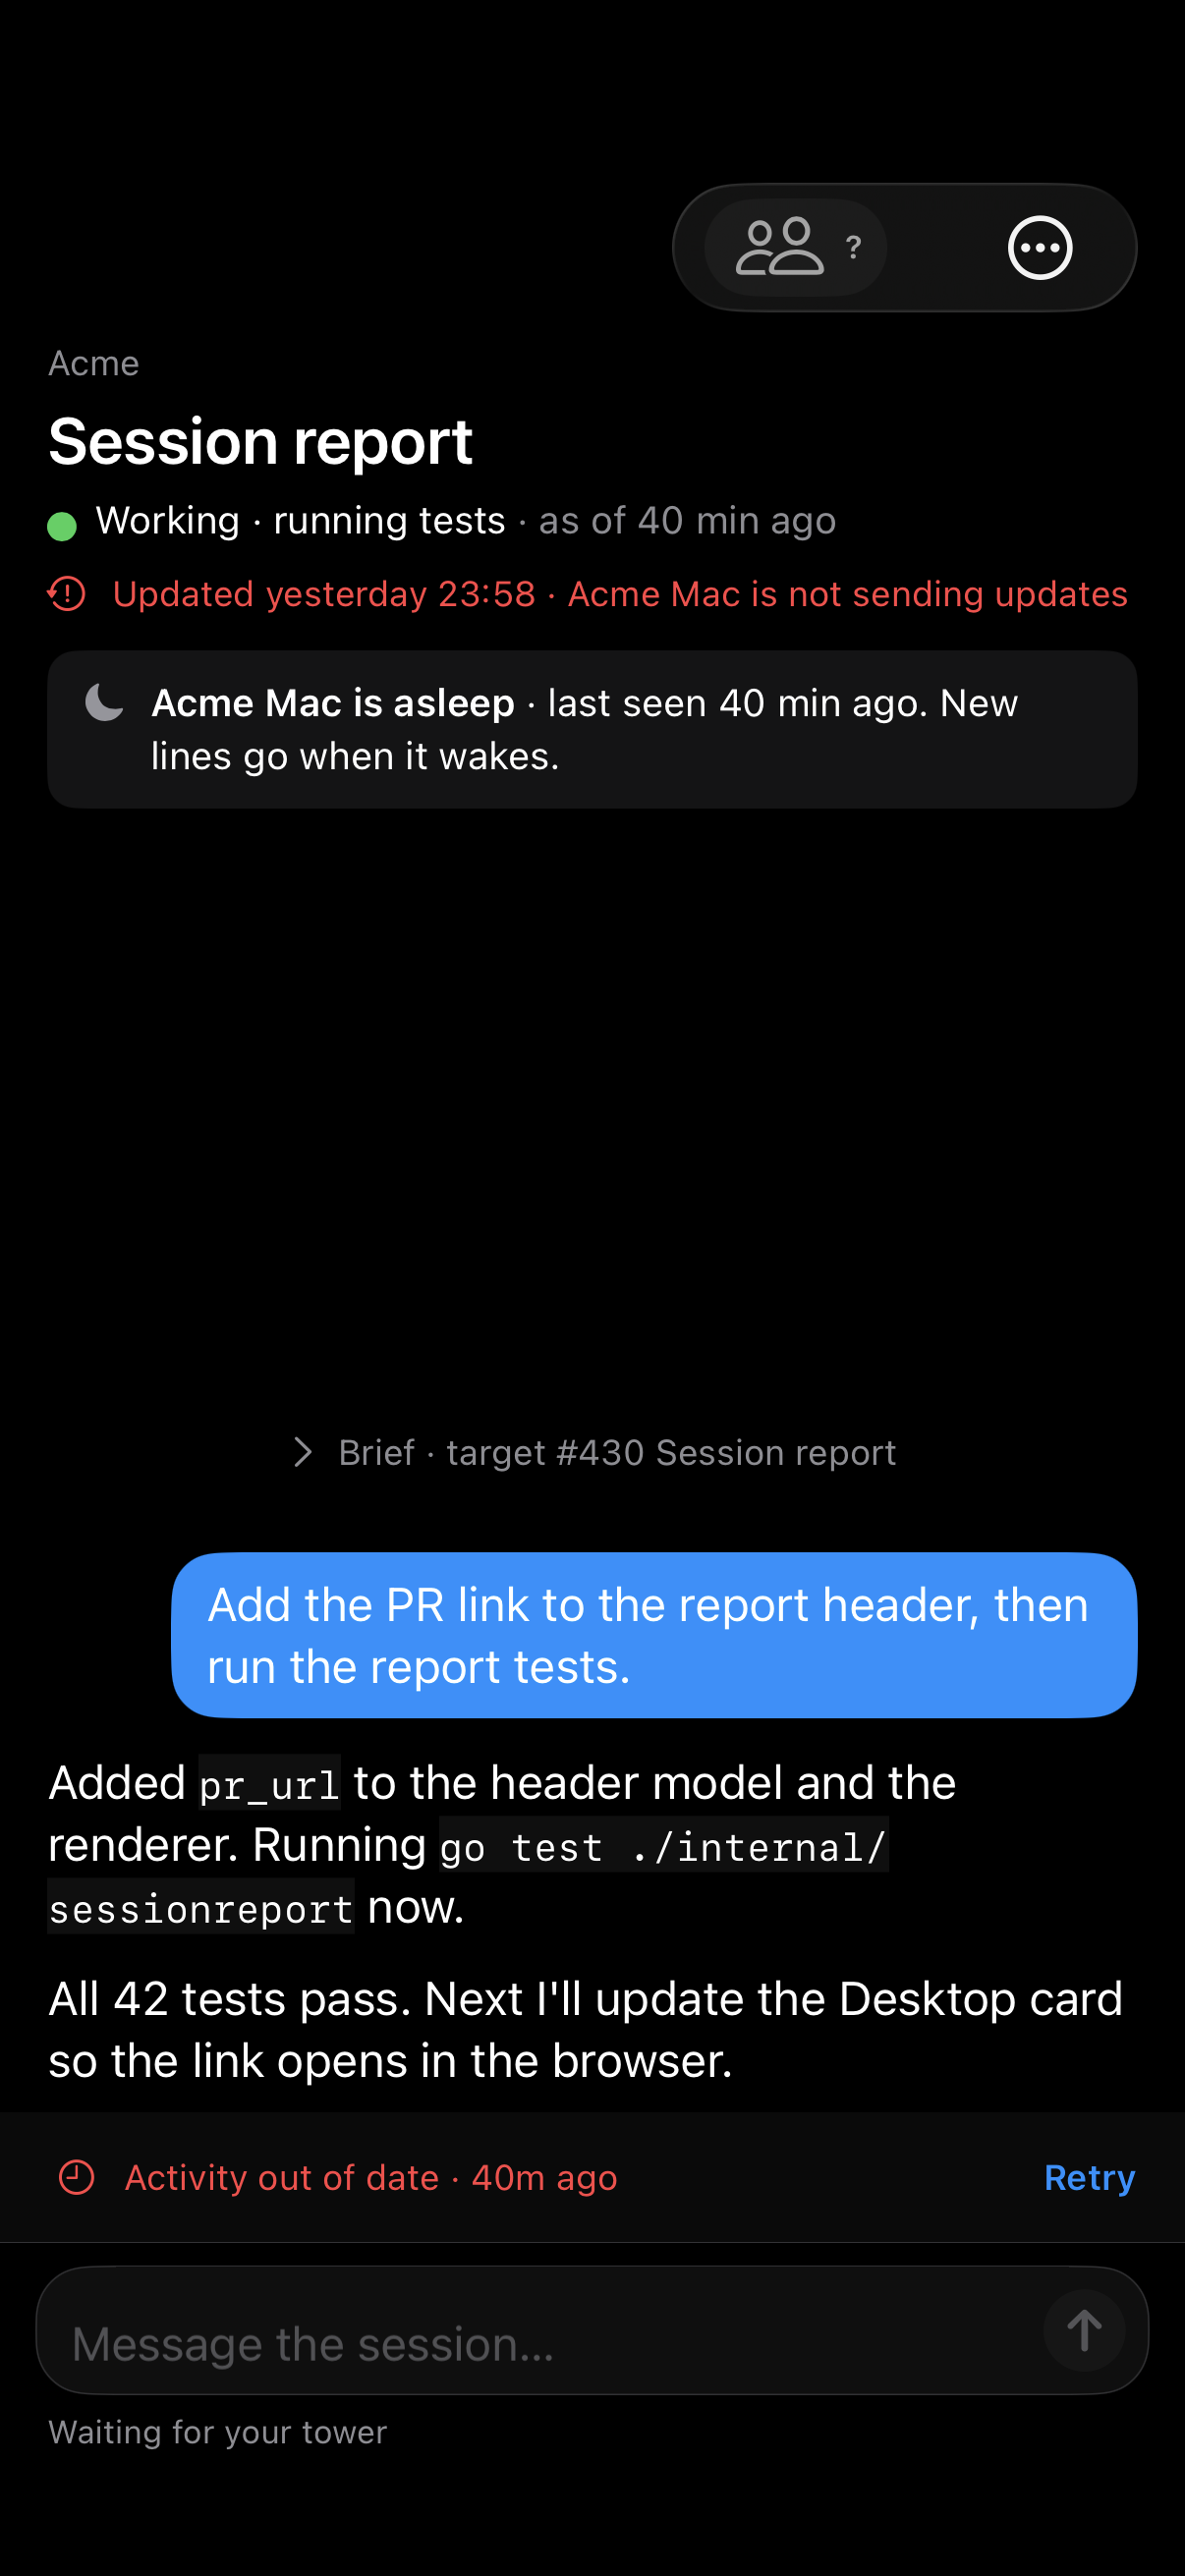 ?
Acme
Session report
Working · running tests · as of 40 min ago
Updated yesterday 23:58 · Acme Mac is not sending updates
Acme Mac is asleep · last seen 40 min ago. New
lines go when it wakes.
Brief · target #430 Session report
Add the PR link to the report header, then
run the report tests.
Added pr_url to the header model and the
renderer. Running go test ./internal/
sessionreport now.
All 42 tests pass. Next I'll update the Desktop card
so the link opens in the browser.
Activity out of date · 40m ago
Retry
Message the session...
Waiting for your tower